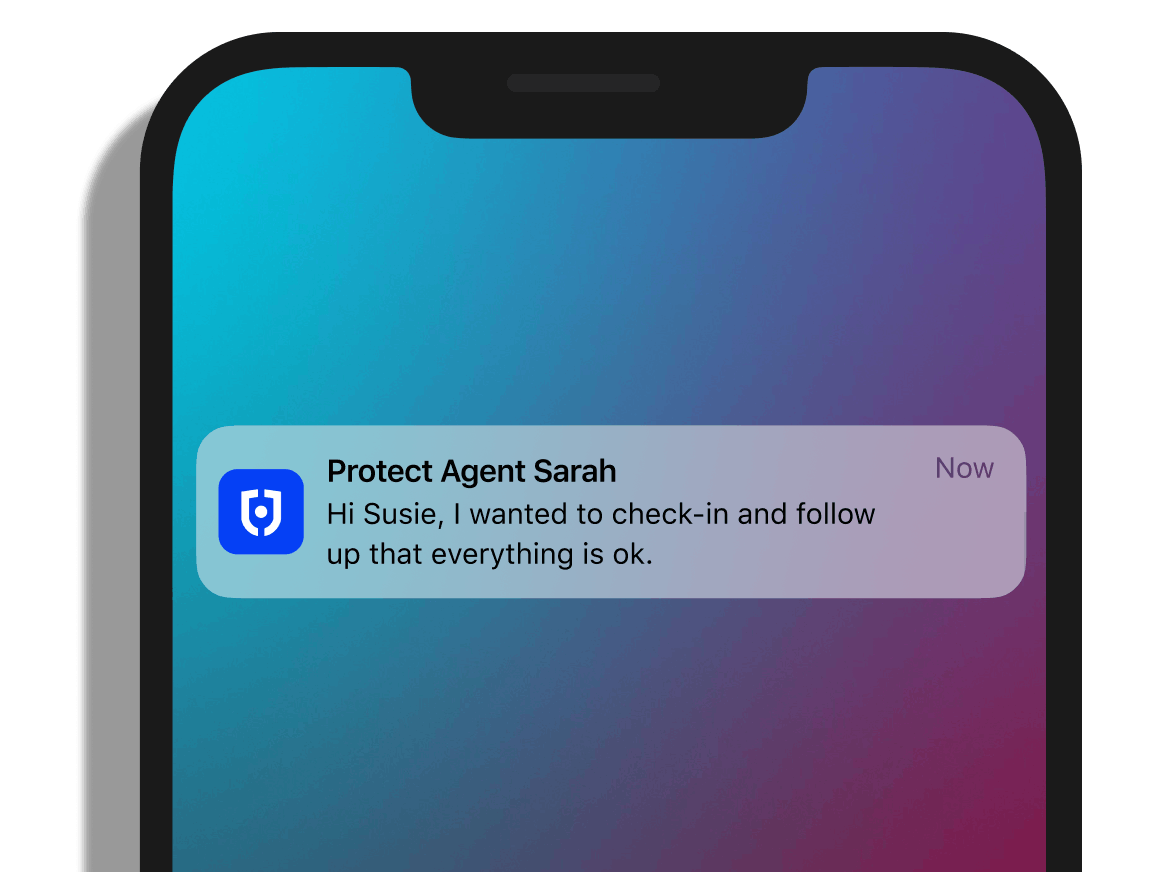 Protect Agent Sarah
Now
Hi Susie, I wanted to check-in and follow
up that everything is ok.